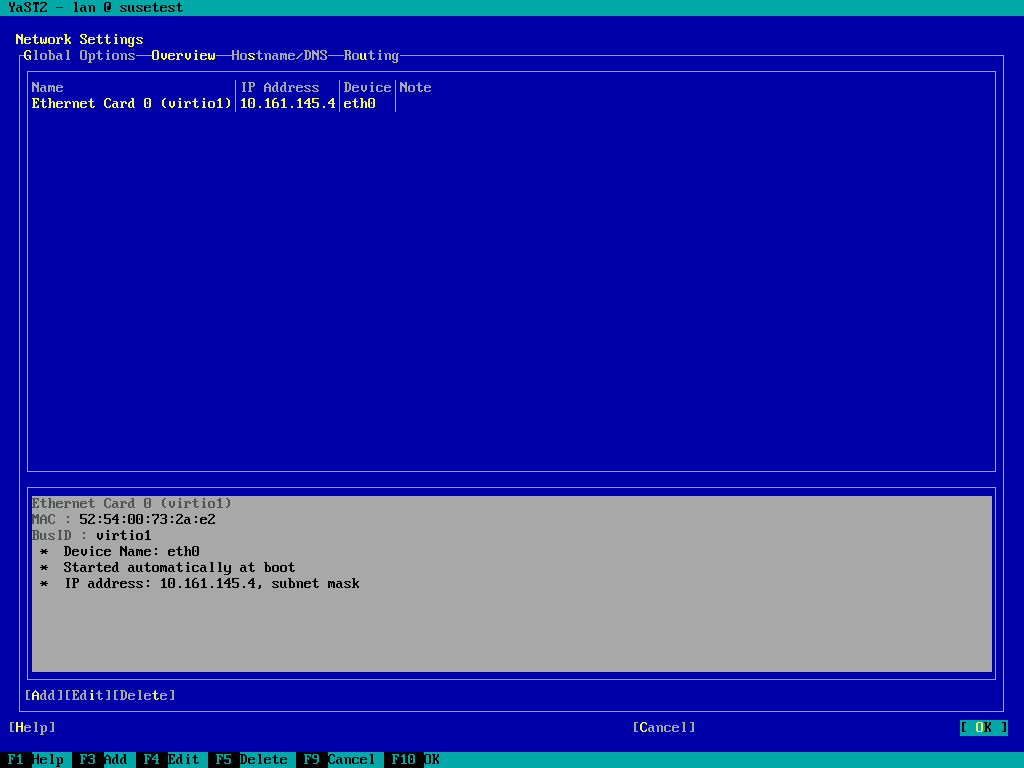 YaST2 - lan @ susetest
Network Settings
Global Options Overview Hostname/DNS Routing
Name IP Address Device Note
Ethernet Card 0 (virtio1) 10.161.145.4 eth0
Ethernet Card 0 (virtio1)
MAC : 52:54:00:73:2a:e2
BusID : virtio1
* Device Name: eth0
* Started automatically at boot
* IP address: 10.161.145.4, subnet mask
[Add][Edit][Delete]
[Help] [Cancel] [ OK ]
F1 Help F3 Add F4 Edit F5 Delete F9 Cancel F10 OK